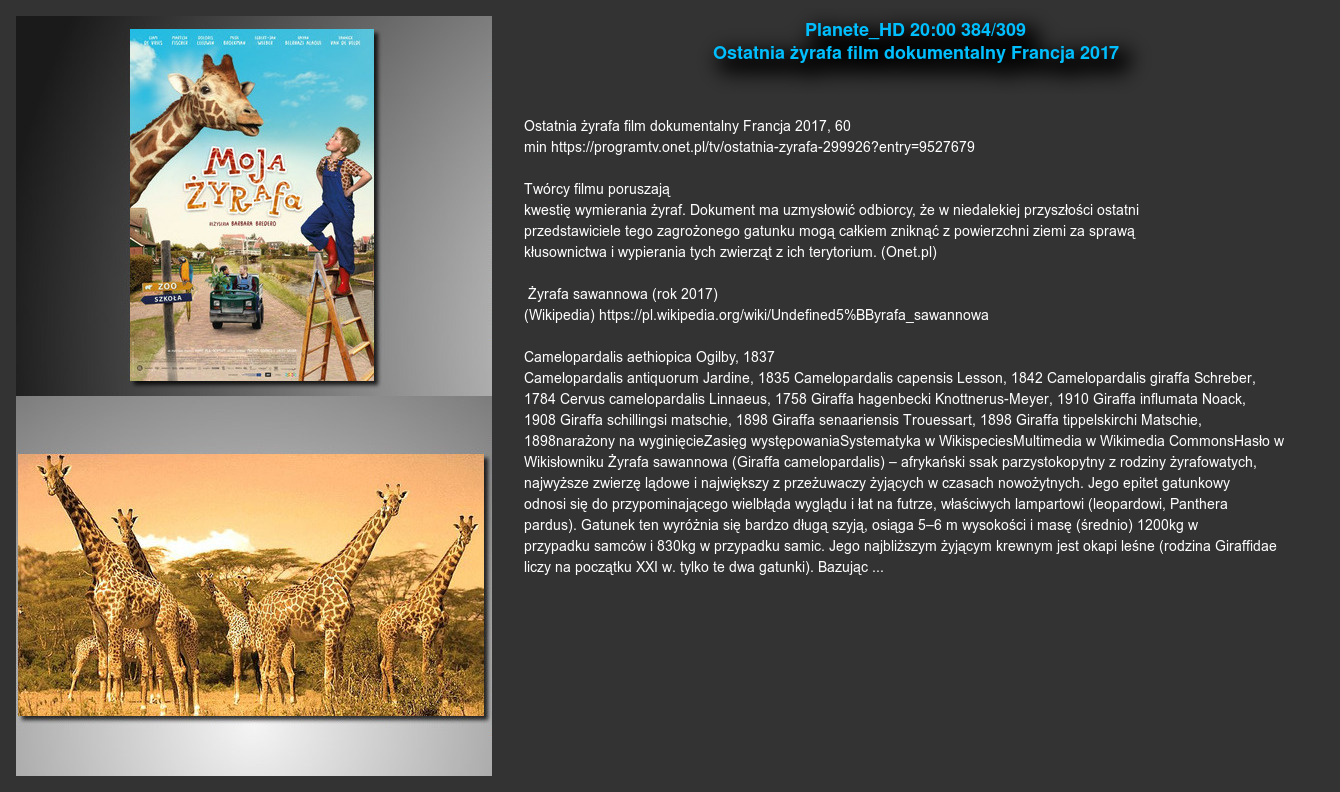 Planete_HD 20:00 384/309
Ostatnia żyrafa film dokumentalny Francja 2017
MOJA
ŻYRAfa
REŻYSERIA BARBARA BREDERO
ZOO
SZKOŁA
Ostatnia żyrafa film dokumentalny Francja 2017, 60
min https://programtv.onet.pl/tv/ostatnia-zyrafa-299926?entry=9527679
Twórcy filmu poruszają
kwestię wymierania żyraf. Dokument ma uzmysłowić odbiorcy, że w niedalekiej przyszłości ostatni
przedstawiciele tego zagrożonego gatunku mogą całkiem zniknąć z powierzchni ziemi za sprawą
kłusownictwa i wypierania tych zwierząt z ich terytorium. (Onet.pl)
Żyrafa sawannowa (rok 2017)
(Wikipedia) https://pl.wikipedia.org/wiki/Undefined5%BByrafa_sawannowa
Camelopardalis aethiopica Ogilby, 1837
Camelopardalis antiquorum Jardine, 1835 Camelopardalis capensis Lesson, 1842 Camelopardalis giraffa Schreber,
1784 Cervus camelopardalis Linnaeus, 1758 Giraffa hagenbecki Knottnerus-Meyer, 1910 Giraffa influmata Noack,
1908 Giraffa schillingsi matschie, 1898 Giraffa senaariensis Trouessart, 1898 Giraffa tippelskirchi Matschie,
1898narażony na wyginięcieZasięg występowaniaSystematyka w WikispeciesMultimedia w Wikimedia CommonsHasło w
Wikisłowniku Żyrafa sawannowa (Giraffa camelopardalis) – afrykański ssak parzystokopytny z rodziny żyrafowatych,
najwyższe zwierzę lądowe i największy z przeżuwaczy żyjących w czasach nowożytnych. Jego epitet gatunkowy
odnosi się do przypominającego wielbłąda wyglądu i łat na futrze, właściwych lampartowi (leopardowi, Panthera
pardus). Gatunek ten wyróżnia się bardzo długą szyją, osiąga 5–6 m wysokości i masę (średnio) 1200kg w
przypadku samców i 830kg w przypadku samic. Jego najbliższym żyjącym krewnym jest okapi leśne (rodzina Giraffidae
liczy na początku XXI w. tylko te dwa gatunki). Bazując ...